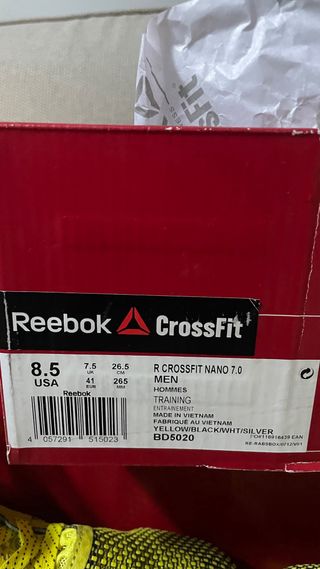 Reebok CrossFit
8.5 7.5 26.5 R CROSSFIT NANO 7.0
USA UK CM MEN
41 265 HOMMES
EUR MM TRAINING
Reebok ENTRAINEMENT
MADE IN VIETNAM
FABRIQUÉ AU VIETNAM
YELLOW/BLACK/WHT/SILVER
4 057291 515023 BD5020